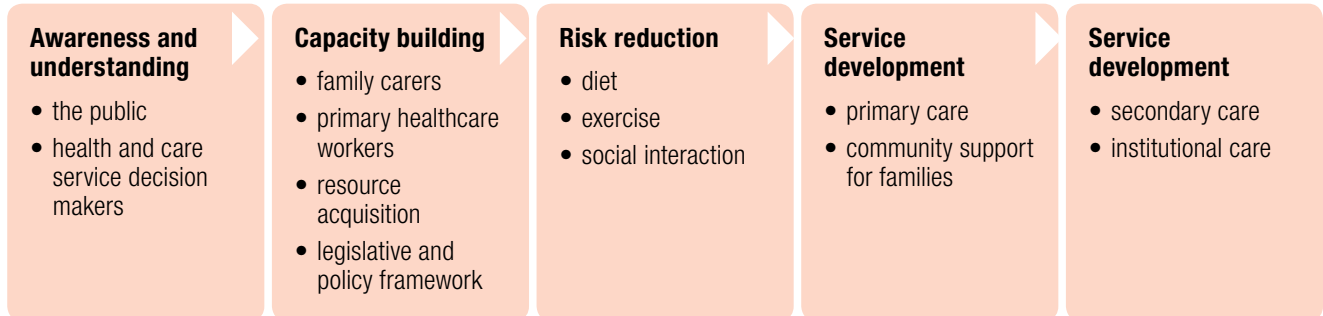 Awareness and
understanding
• the public
• health and care
service decision
makers
Capacity building
• family carers
• primary healthcare
workers
• resource
acquisition
• legislative and
policy framework
Risk reduction
• diet
• exercise
• social interaction
Service
development
• primary care
• community support
for families
Service
development
• secondary care
• institutional care